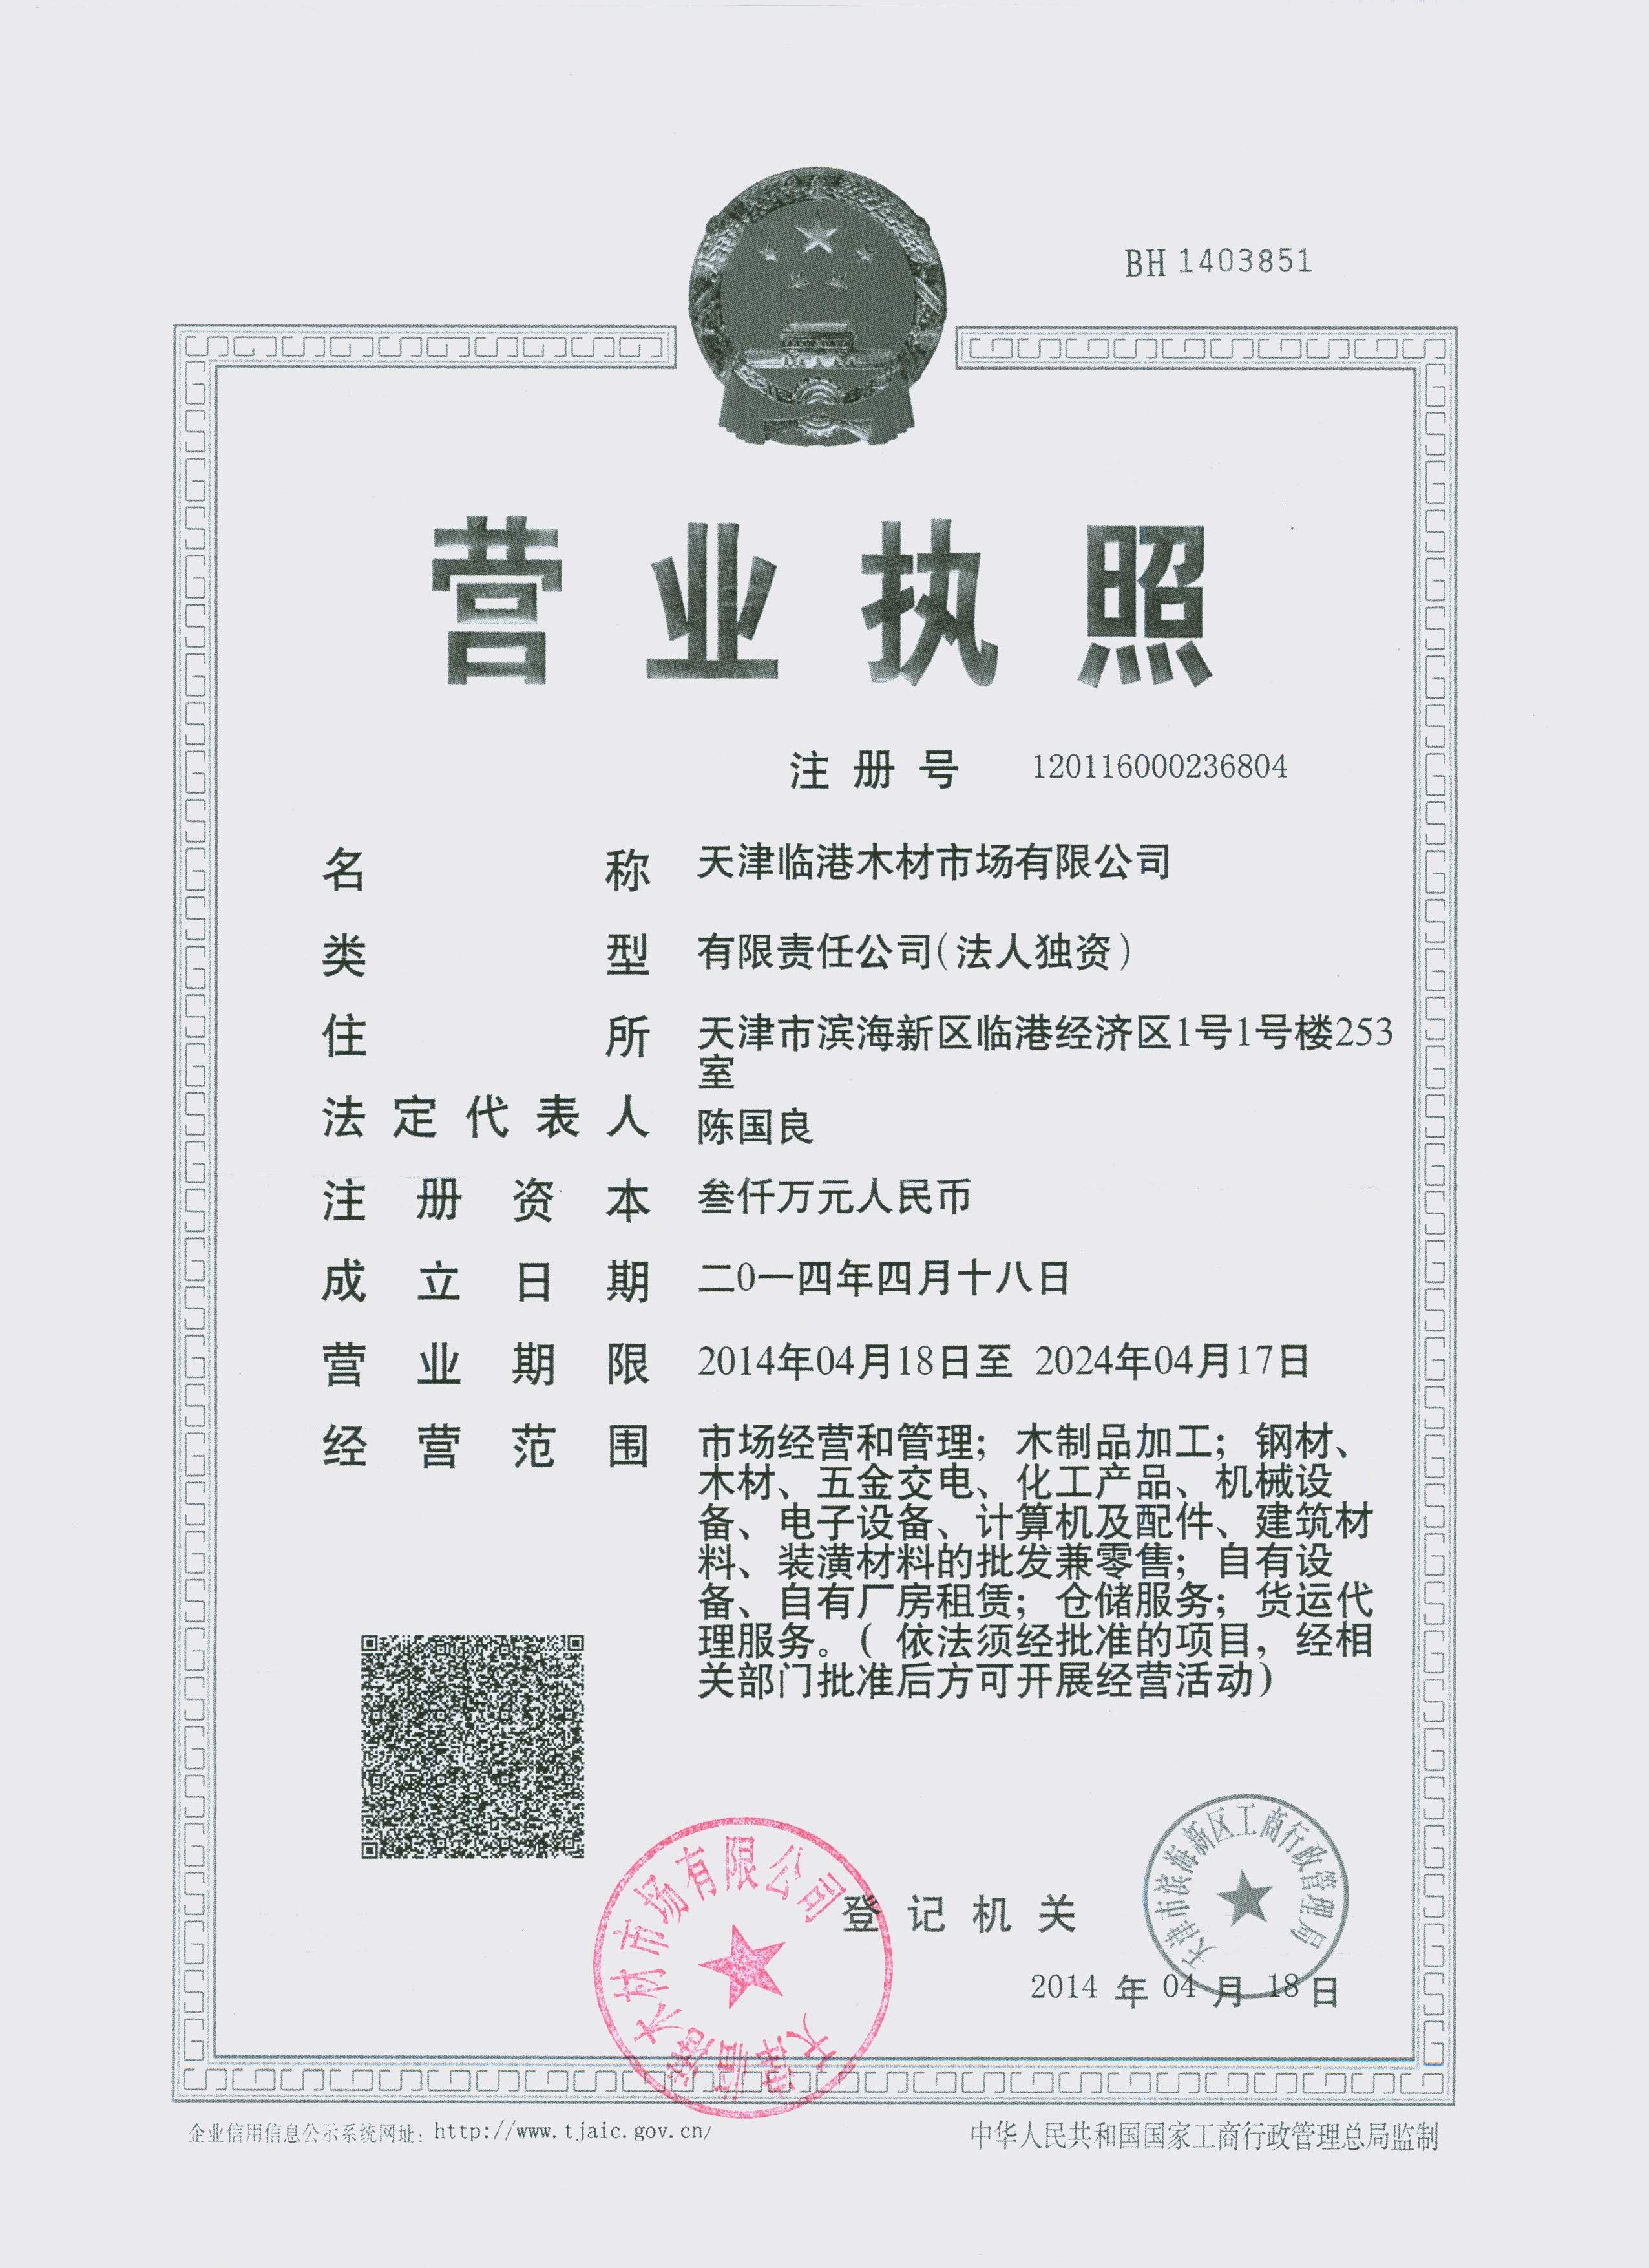 BH 1403851
营业执照
注册号 120116000236804
名称 天津临港木材市场有限公司
类型 有限责任公司(法人独资)
住所 天津市滨海新区临港经济区1号1号楼253
室
法定代表人 陈国良
注册资本 叁仟万元人民币
成立日期 二0一四年四月十八日
营业期限 2014年04月18日至 2024年04月17日
经营范围 市场经营和管理；木制品加工；钢材、
木材、五金交电、化工产品、机械设
备、电子设备、计算机及配件、建筑材
料、装潢材料的批发兼零售；自有设
备、自有厂房租赁；仓储服务；货运代
理服务。( 依法须经批准的项目，经相
关部门批准后方可开展经营活动)
天津临港木材市场有限公司
登记机关
天津市滨海新区工商行政管理局
2014 年 04 月 18 日
企业信用信息公示系统网址：http://www.tjaic.gov.cn/
中华人民共和国国家工商行政管理总局监制